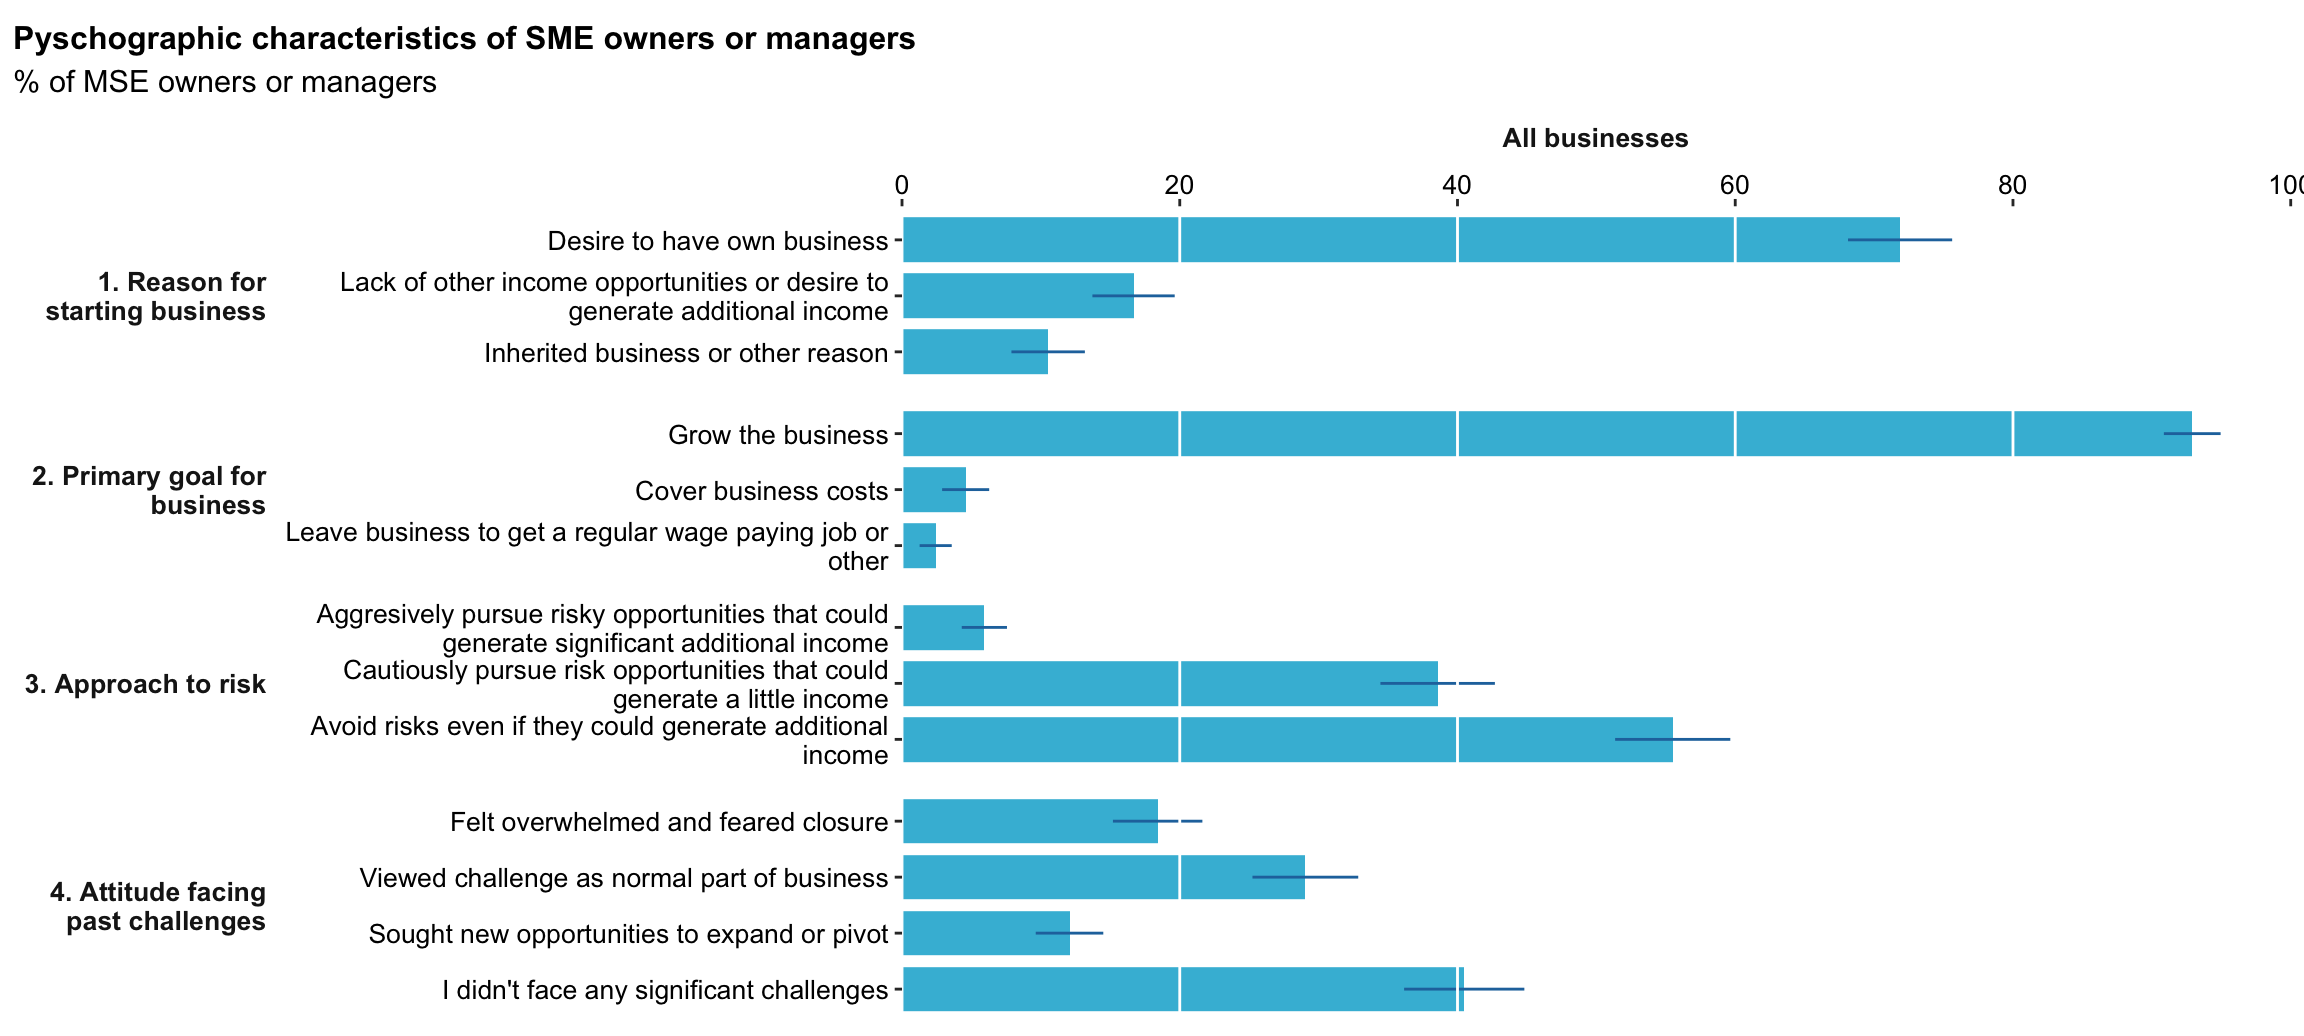 Pyschographic characteristics of SME owners or managers
% of MSE owners or managers
All businesses
0 20 40 60 80 100
1. Reason for
starting business
Desire to have own business
Lack of other income opportunities or desire to
generate additional income
Inherited business or other reason
2. Primary goal for
business
Grow the business
Cover business costs
Leave business to get a regular wage paying job or
other
3. Approach to risk
Aggresively pursue risky opportunities that could
generate significant additional income
Cautiously pursue risk opportunities that could
generate a little income
Avoid risks even if they could generate additional
income
4. Attitude facing
past challenges
Felt overwhelmed and feared closure
Viewed challenge as normal part of business
Sought new opportunities to expand or pivot
I didn't face any significant challenges